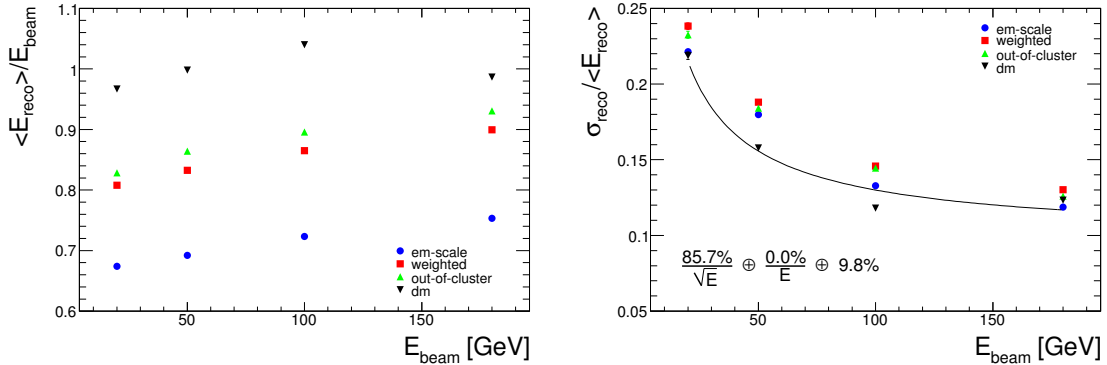 <E_reco>/E_beam
1.1
1
0.9
0.8
0.7
0.6
50
100
150
E_beam [GeV]
em-scale
weighted
out-of-cluster
dm
σ_reco/<E_reco>
0.25
0.2
0.15
0.1
0.05
50
100
150
E_beam [GeV]
em-scale
weighted
out-of-cluster
dm
85.7%/√E ⊕ 0.0%/E ⊕ 9.8%